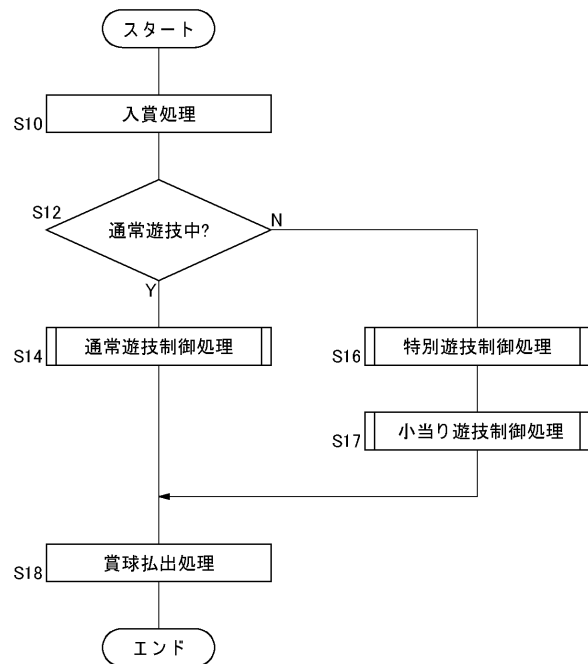 スタート
S10
入賞処理
S12
通常遊技中?
N
Y
S14
通常遊技制御処理
S16
特別遊技制御処理
S17
小当り遊技制御処理
S18
賞球払出処理
エンド